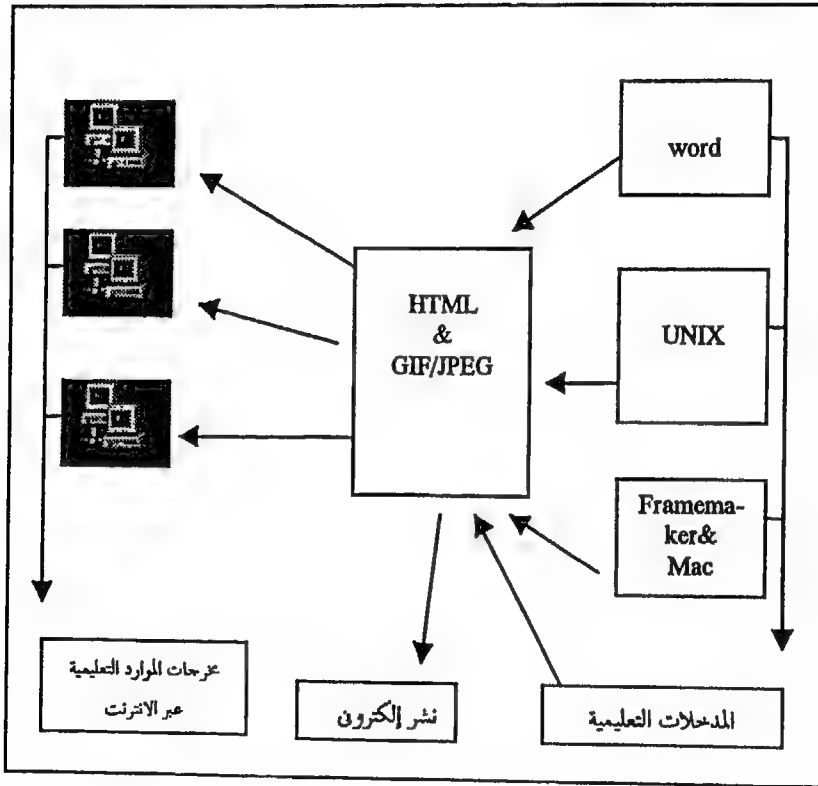 word
HTML
&
GIF/JPEG
UNIX
Framema-
ker&
Mac
مخرجات الموارد التعليمية
عبر الانترنت
نشر إلكترون
المدخلات التعليمية